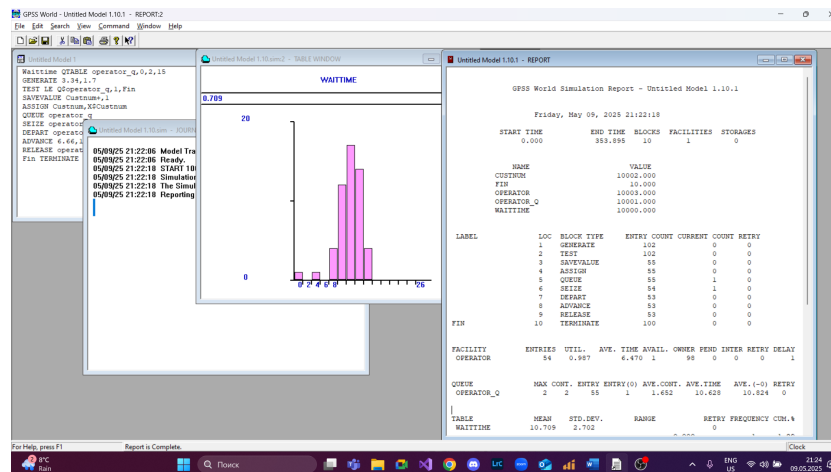 GPSS World - Untitled Model 1.10.1 - REPORT:2
File Edit Search View Command Window Help
Untitled Model 1
Waittime QTABLE operator_q,0,2,15
GENERATE 3.34,1.7
TEST LE Q$operator_q,1,Fin
SAVEVALUE Custnum+,1
ASSIGN Custnum,X$Custnum
QUEUE operator_q
SEIZE operator
DEPART operato
ADVANCE 6.66,1
RELEASE operat
Fin TERMINATE
Untitled Model 1.10.sim - JOURN
05/09/25 21:22:06 Model Tra
05/09/25 21:22:06 Ready.
05/09/25 21:22:18 START 10
05/09/25 21:22:18 Simulatio
05/09/25 21:22:18 The Simul
05/09/25 21:22:18 Reporting
Untitled Model 1.10.sim:2 - TABLE WINDOW
WAITTIME
0.709
20
0
0 2 4 6 8 26
Untitled Model 1.10.1 - REPORT
GPSS World Simulation Report - Untitled Model 1.10.1
Friday, May 09, 2025 21:22:18
START TIME END TIME BLOCKS FACILITIES STORAGES
0.000 353.895 10 1 0
NAME VALUE
CUSTNUM 10002.000
FIN 10.000
OPERATOR 10003.000
OPERATOR_Q 10001.000
WAITTIME 10000.000
LABEL LOC BLOCK TYPE ENTRY COUNT CURRENT COUNT RETRY
1 GENERATE 102 0 0
2 TEST 102 0 0
3 SAVEVALUE 55 0 0
4 ASSIGN 55 0 0
5 QUEUE 55 1 0
6 SEIZE 54 1 0
7 DEPART 53 0 0
8 ADVANCE 53 0 0
9 RELEASE 53 0 0
FIN 10 TERMINATE 100 0 0
FACILITY ENTRIES UTIL. AVE. TIME AVAIL. OWNER PEND INTER RETRY DELAY
OPERATOR 54 0.987 6.470 1 98 0 0 0 1
QUEUE MAX CONT. ENTRY ENTRY(0) AVE.CONT. AVE.TIME AVE.(-0) RETRY
OPERATOR_Q 2 2 55 1 1.652 10.628 10.824 0
TABLE MEAN STD.DEV. RANGE RETRY FREQUENCY CUM.%
WAITTIME 10.709 2.702 0
For Help, press F1 Report is Complete. Clock
8°C
Rain
Поиск
LrC
ENG
US
21:24
09.05.2025